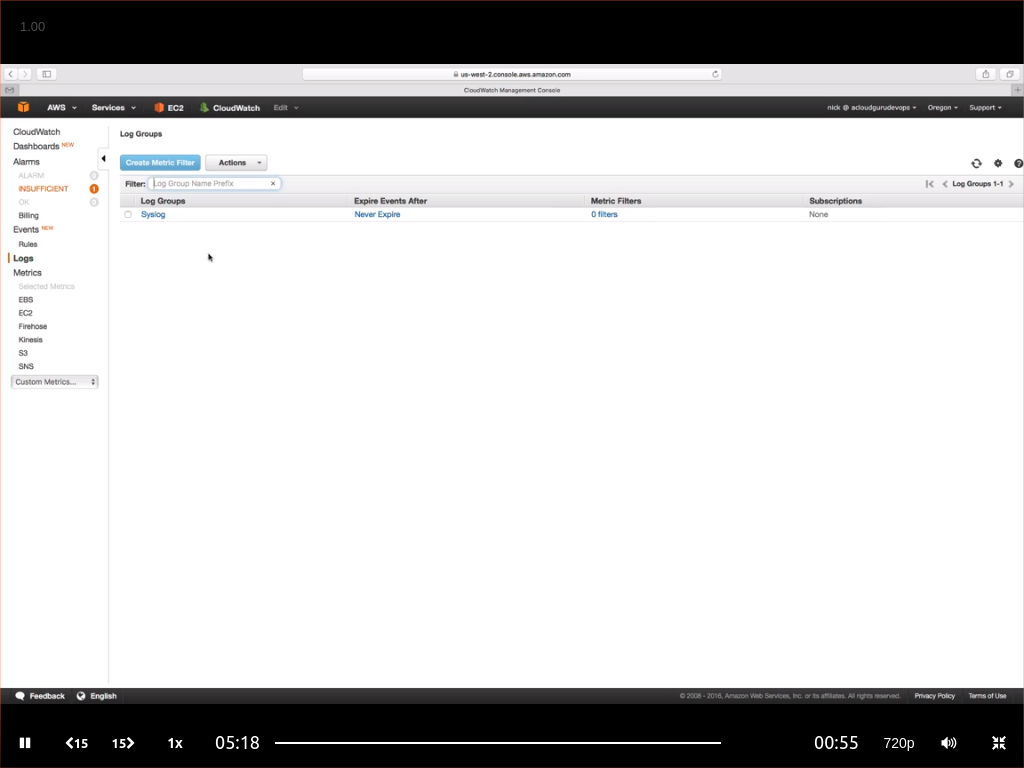 1.00
us-west-2.console.aws.amazon.com
CloudWatch Management Console
AWS Services EC2 CloudWatch Edit nick @ acloudgurudevops Oregon Support
CloudWatch
Dashboards NEW
Alarms
ALARM 0
INSUFFICIENT 1
OK 0
Billing
Events NEW
Rules
Logs
Metrics
Selected Metrics
EBS
EC2
Firehose
Kinesis
S3
SNS
Custom Metrics...
Log Groups
Create Metric Filter Actions
Filter: Log Group Name Prefix × Log Groups 1-1
Log Groups Expire Events After Metric Filters Subscriptions
Syslog Never Expire 0 filters None
Feedback English © 2008 - 2016, Amazon Web Services, Inc. or its affiliates. All rights reserved. Privacy Policy Terms of Use
15 15 1x 05:18 00:55 720p